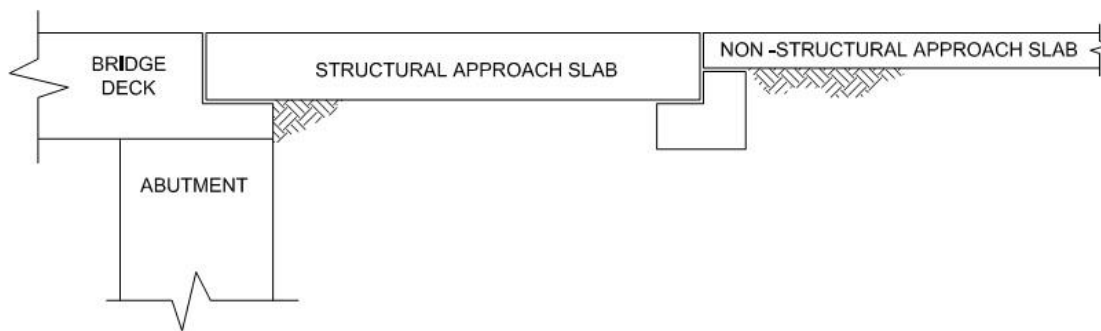 BRIDGE
DECK
STRUCTURAL APPROACH SLAB
NON -STRUCTURAL APPROACH SLAB
ABUTMENT